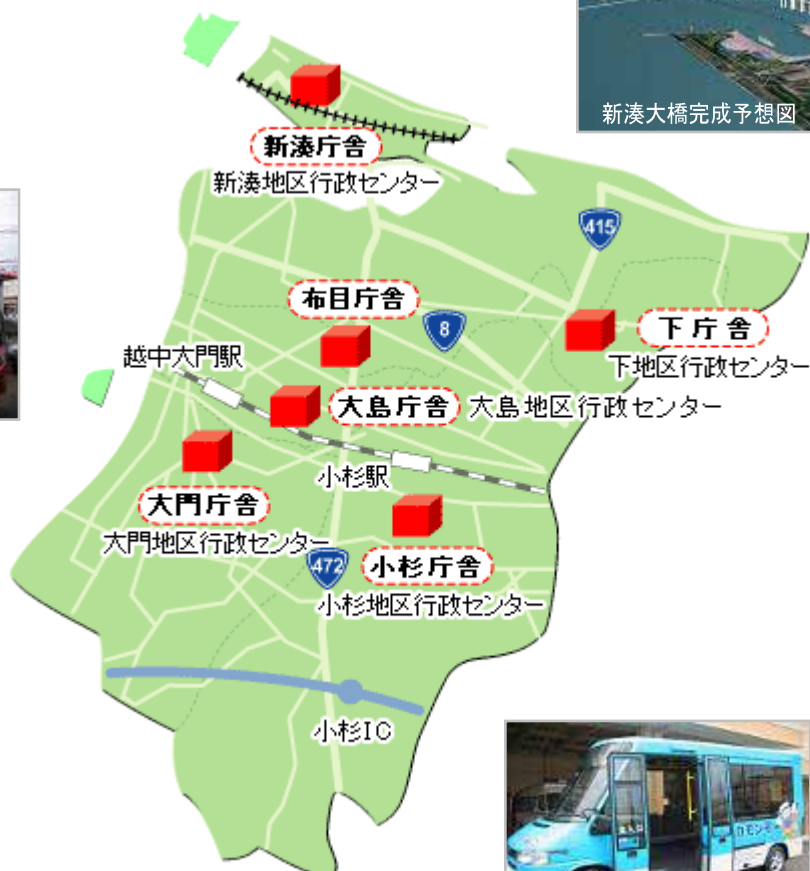 新湊大橋完成予想図
新湊庁舎
新湊地区行政センター
415
布目庁舎
8
下庁舎
下地区行政センター
越中大門駅
大島庁舎 大島地区行政センター
小杉駅
大門庁舎
大門地区行政センター
472
小杉庁舎
小杉地区行政センター
小杉IC